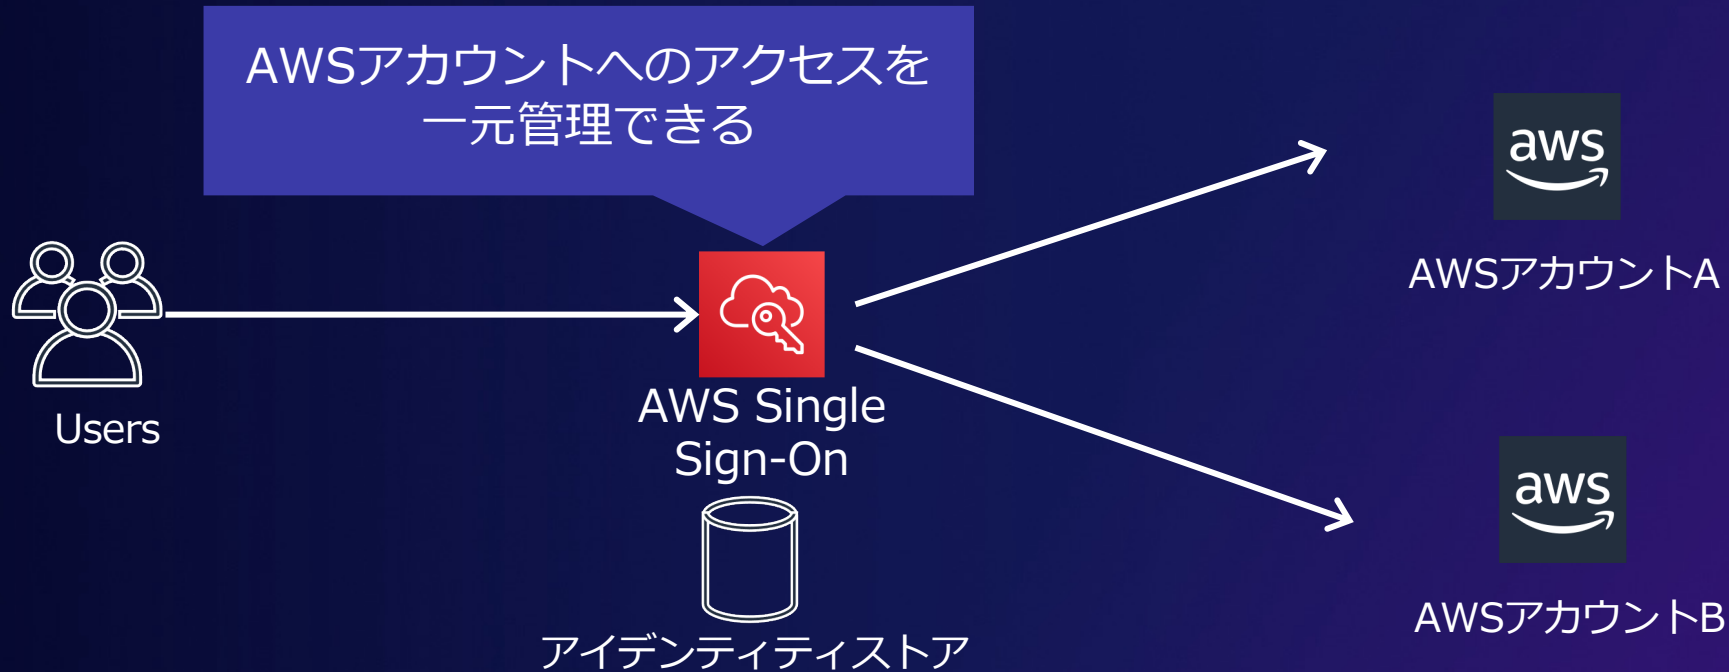 AWSアカウントへのアクセスを
一元管理できる
aws
AWSアカウントA
Users
AWS Single
Sign-On
aws
AWSアカウントB
アイデンティティストア